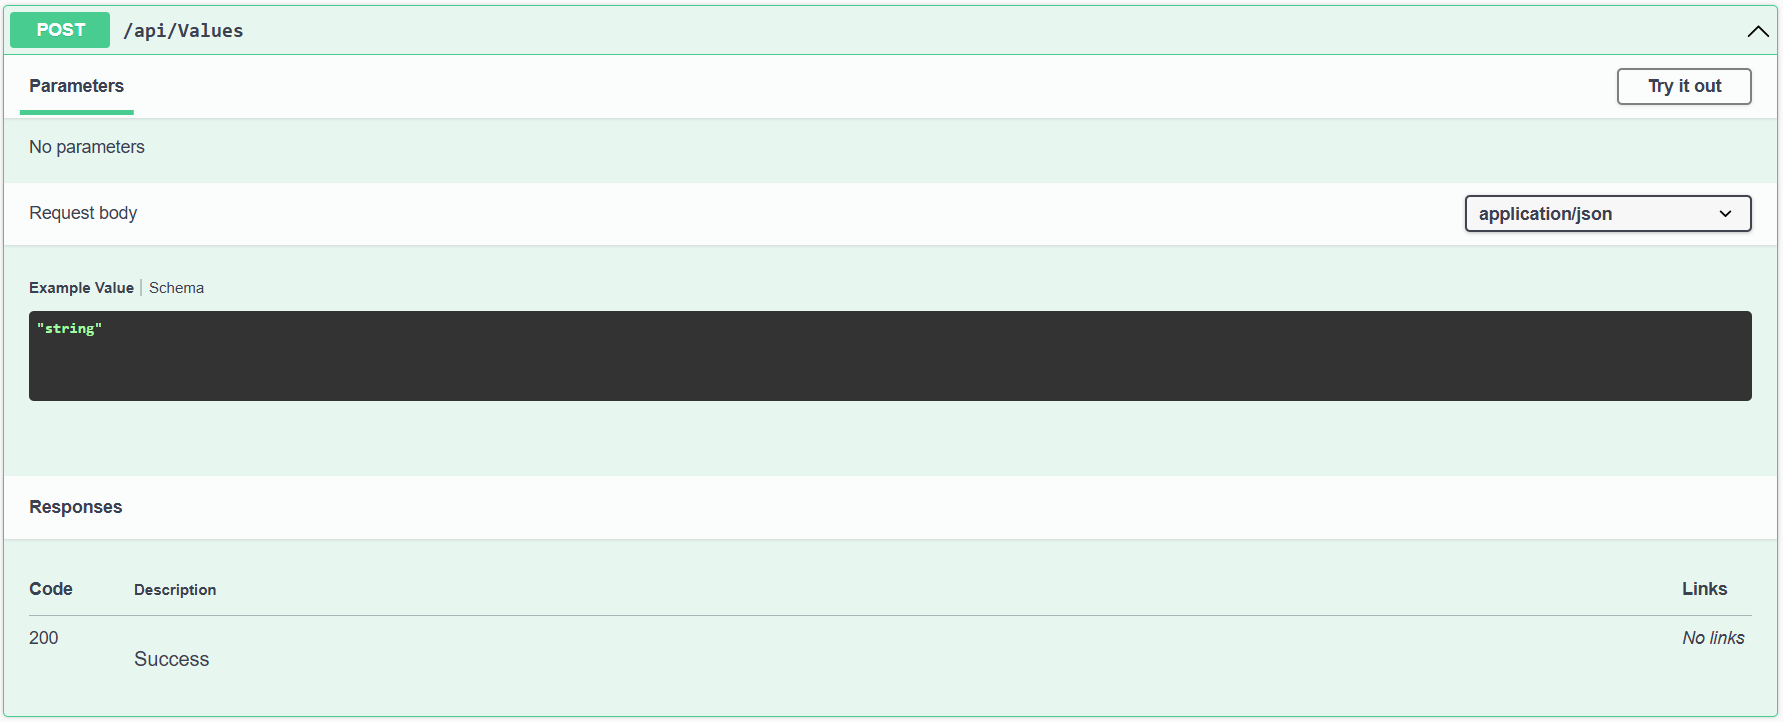 POST /api/Values
Parameters Try it out
No parameters
Request body application/json
Example Value Schema
"string"
Responses
Code Description Links
200 No links
Success